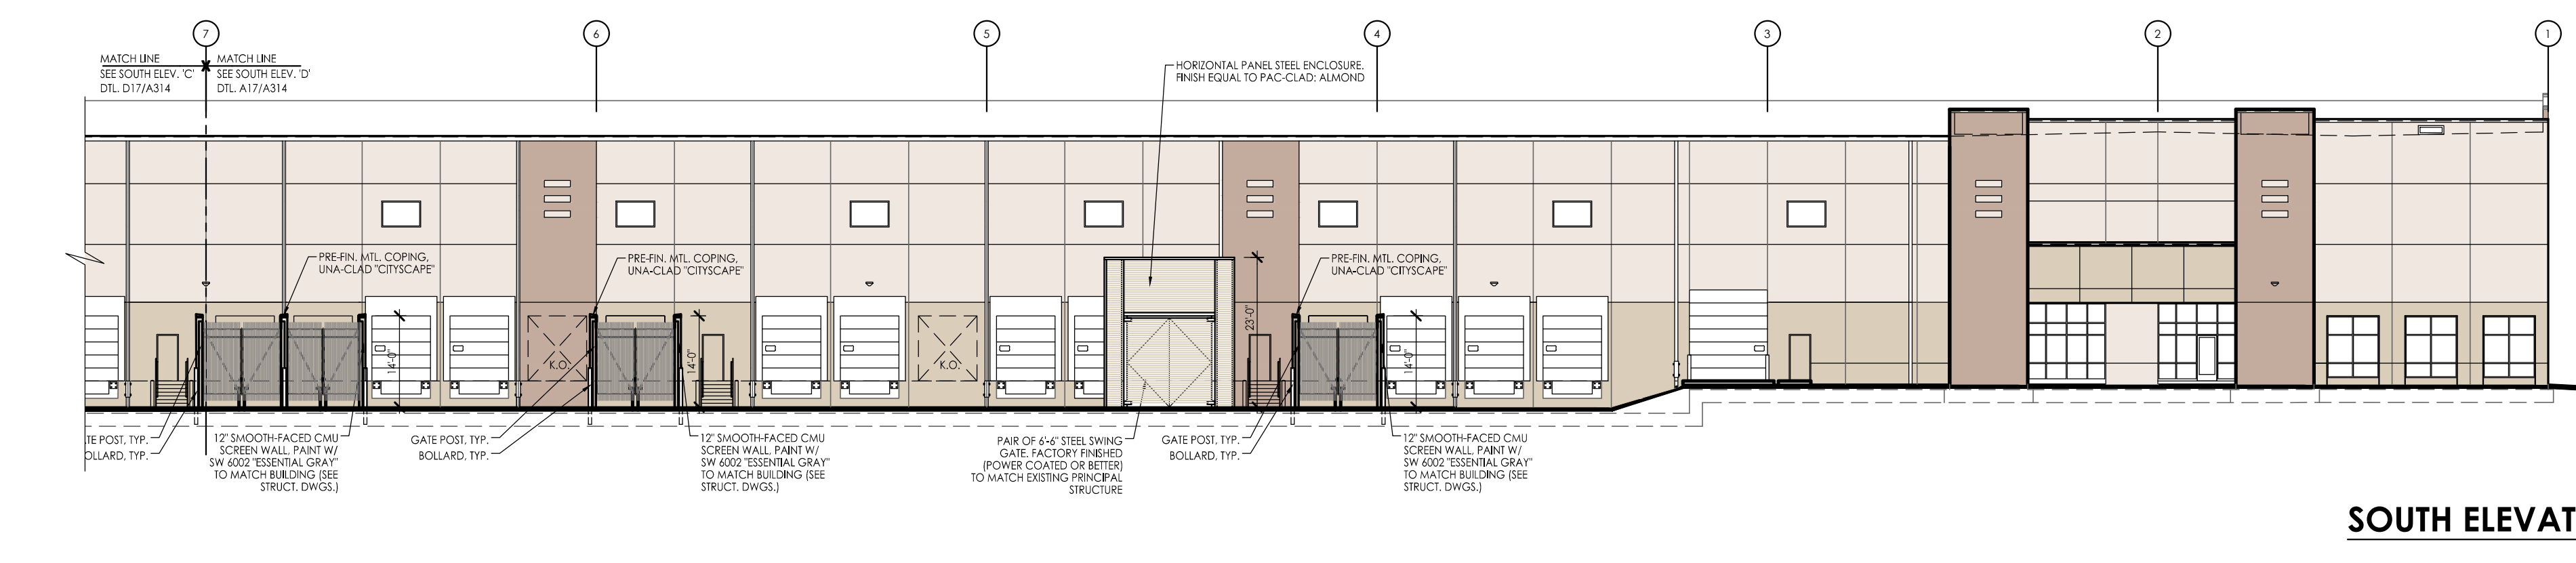 7
6
5
4
3
2
1
MATCH LINE
SEE SOUTH ELEV. 'C'
DTL. D17/A314
MATCH LINE
SEE SOUTH ELEV. 'D'
DTL. A17/A314
HORIZONTAL PANEL STEEL ENCLOSURE.
FINISH EQUAL TO PAC-CLAD: ALMOND
PRE-FIN. MTL. COPING,
UNA-CLAD "CITYSCAPE"
PRE-FIN. MTL. COPING,
UNA-CLAD "CITYSCAPE"
PRE-FIN. MTL. COPING,
UNA-CLAD "CITYSCAPE"
14'-0"
K.O.
14'-0"
K.O.
23'-0"
14'-0"
TE POST, TYP.
OLLARD, TYP.
12" SMOOTH-FACED CMU
SCREEN WALL, PAINT W/
SW 6002 "ESSENTIAL GRAY"
TO MATCH BUILDING (SEE
STRUCT. DWGS.)
GATE POST, TYP.
BOLLARD, TYP.
12" SMOOTH-FACED CMU
SCREEN WALL, PAINT W/
SW 6002 "ESSENTIAL GRAY"
TO MATCH BUILDING (SEE
STRUCT. DWGS.)
PAIR OF 6'-6" STEEL SWING
GATE. FACTORY FINISHED
(POWER COATED OR BETTER)
TO MATCH EXISTING PRINCIPAL
STRUCTURE
GATE POST, TYP.
BOLLARD, TYP.
12" SMOOTH-FACED CMU
SCREEN WALL, PAINT W/
SW 6002 "ESSENTIAL GRAY"
TO MATCH BUILDING (SEE
STRUCT. DWGS.)
SOUTH ELEVAT